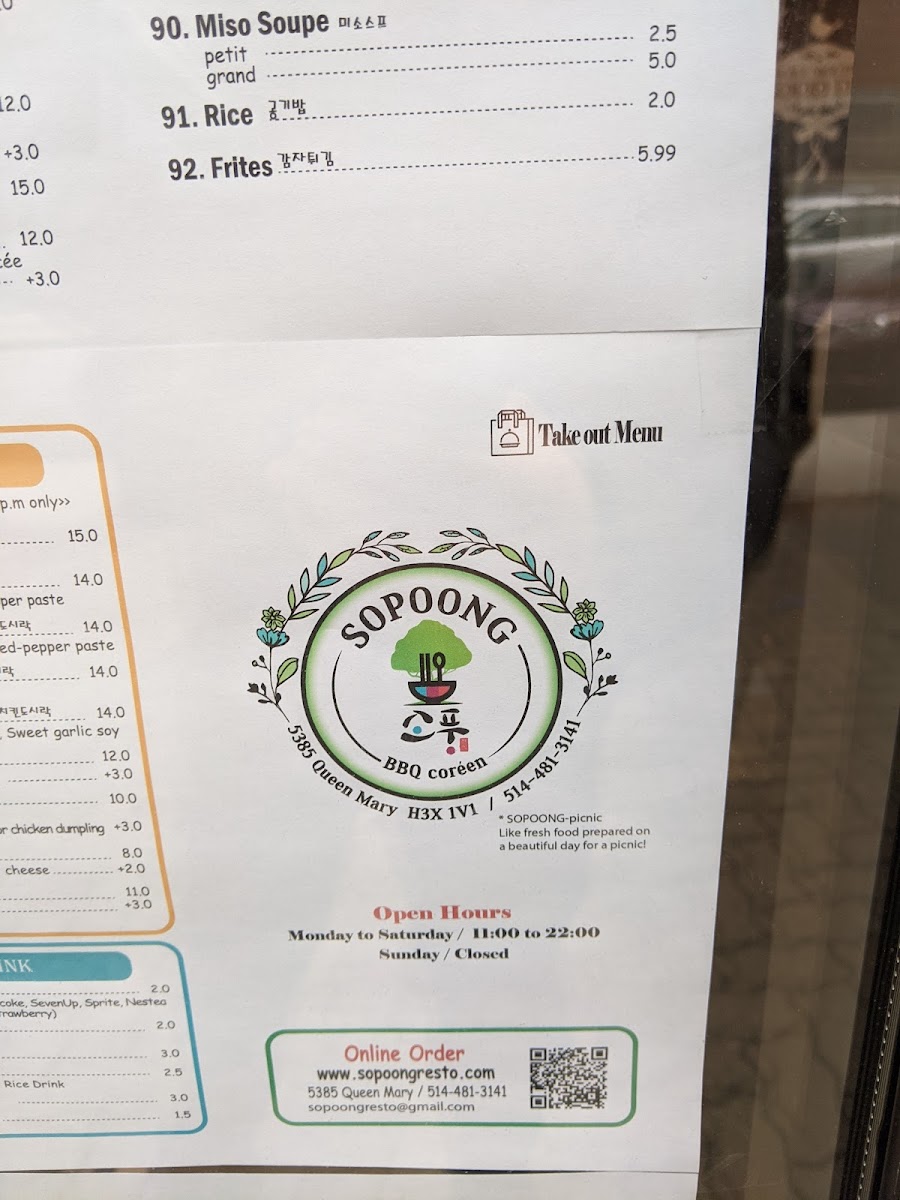 90. Miso Soupe 미소스프
petit 2.5
grand 5.0
91. Rice 공기밥 2.0
92. Frites 감자튀김 5.99
12.0
+3.0
15.0
12.0
+3.0
Take out Menu
p.m only>>
15.0
14.0
14.0
14.0
14.0
, Sweet garlic soy
12.0
+3.0
10.0
chicken dumpling +3.0
8.0
cheese +2.0
11.0
+3.0
SOPOONG
소풍
BBQ coréen
5385 Queen Mary H3X 1V1 / 514-481-3141
* SOPOONG-picnic
Like fresh food prepared on
a beautiful day for a picnic!
Open Hours
Monday to Saturday / 11:00 to 22:00
Sunday / Closed
2.0
coke, SevenUp, Sprite, Nestea
2.0
3.0
2.5
Rice Drink
3.0
1.5
Online Order
www.sopoongresto.com
5385 Queen Mary / 514-481-3141
sopoongresto@gmail.com